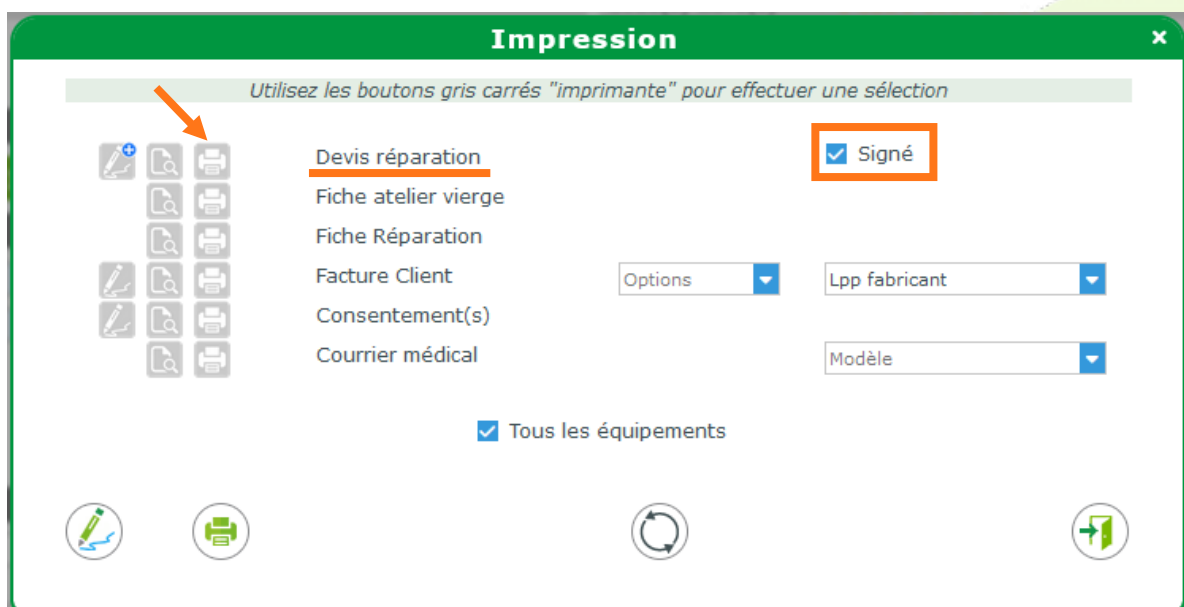 Impression
Utilisez les boutons gris carrés "imprimante" pour effectuer une sélection
Devis réparation Signé
Fiche atelier vierge
Fiche Réparation
Facture Client Options Lpp fabricant
Consentement(s)
Courrier médical Modèle
Tous les équipements